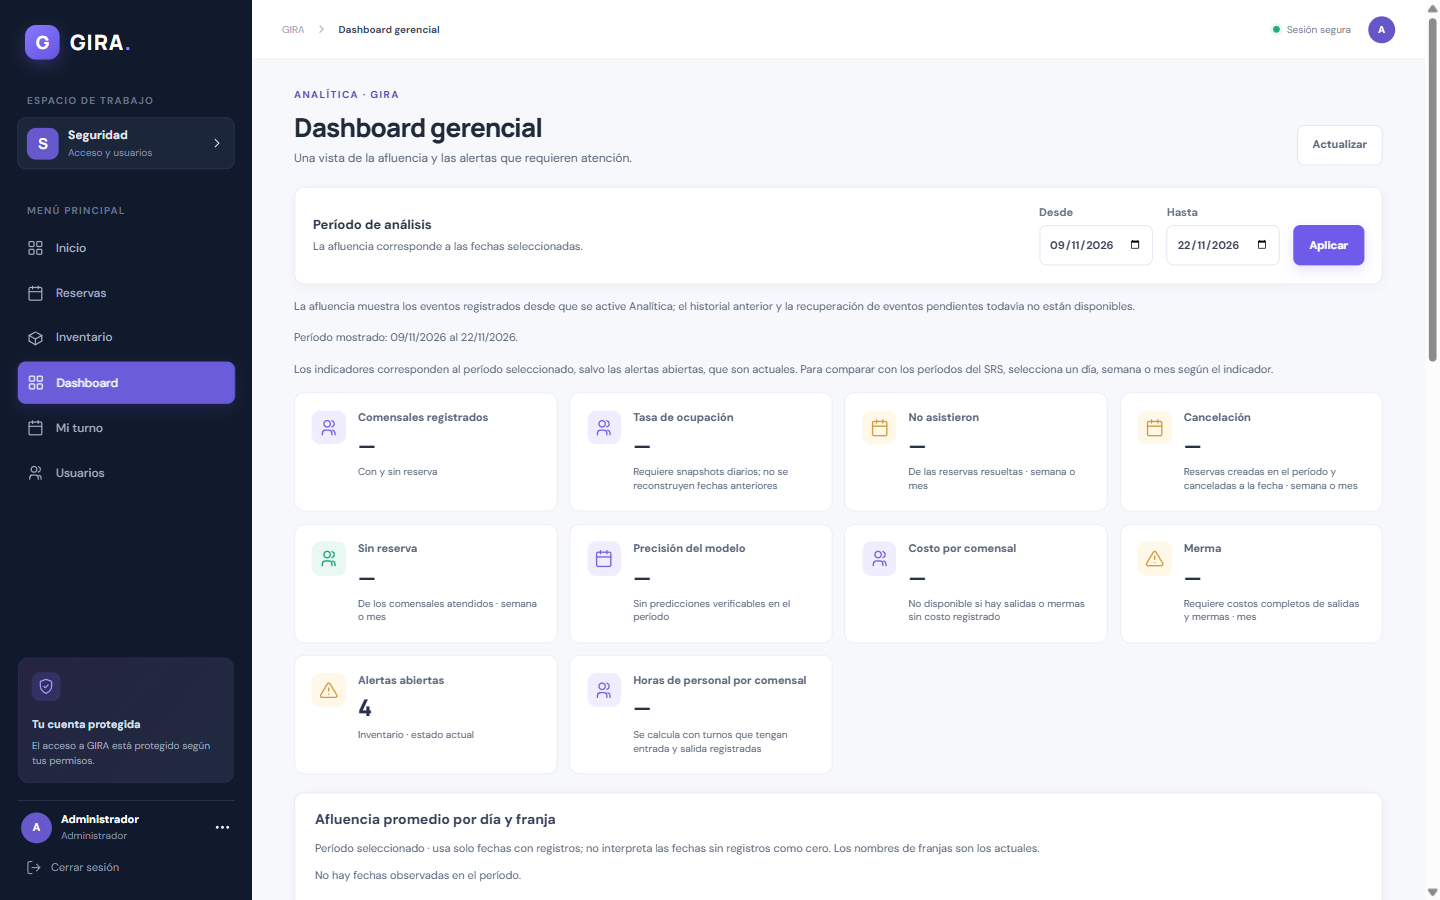 G GIRA.
ESPACIO DE TRABAJO
S
Seguridad
Acceso y usuarios
MENÚ PRINCIPAL
Inicio
Reservas
Inventario
Dashboard
Mi turno
Usuarios
Tu cuenta protegida
El acceso a GIRA está protegido según
tus permisos.
A
Administrador
Administrador
Cerrar sesión
GIRA
Dashboard gerencial
Sesión segura
A
ANALÍTICA · GIRA
Dashboard gerencial
Una vista de la afluencia y las alertas que requieren atención.
Actualizar
Período de análisis
La afluencia corresponde a las fechas seleccionadas.
Desde
09/11/2026
Hasta
22/11/2026
Aplicar
La afluencia muestra los eventos registrados desde que se active Analítica; el historial anterior y la recuperación de eventos pendientes todavía no están disponibles.
Período mostrado: 09/11/2026 al 22/11/2026.
Los indicadores corresponden al período seleccionado, salvo las alertas abiertas, que son actuales. Para comparar con los períodos del SRS, selecciona un día, semana o mes según el indicador.
Comensales registrados
—
Con y sin reserva
Tasa de ocupación
—
Requiere snapshots diarios; no se
reconstruyen fechas anteriores
No asistieron
—
De las reservas resueltas · semana o
mes
Cancelación
—
Reservas creadas en el período y
canceladas a la fecha · semana o mes
Sin reserva
—
De los comensales atendidos · semana
o mes
Precisión del modelo
—
Sin predicciones verificables en el
período
Costo por comensal
—
No disponible si hay salidas o mermas
sin costo registrado
Merma
—
Requiere costos completos de salidas
y mermas · mes
Alertas abiertas
4
Inventario · estado actual
Horas de personal por comensal
—
Se calcula con turnos que tengan
entrada y salida registradas
Afluencia promedio por día y franja
Período seleccionado · usa solo fechas con registros; no interpreta las fechas sin registros como cero. Los nombres de franjas son los actuales.
No hay fechas observadas en el período.